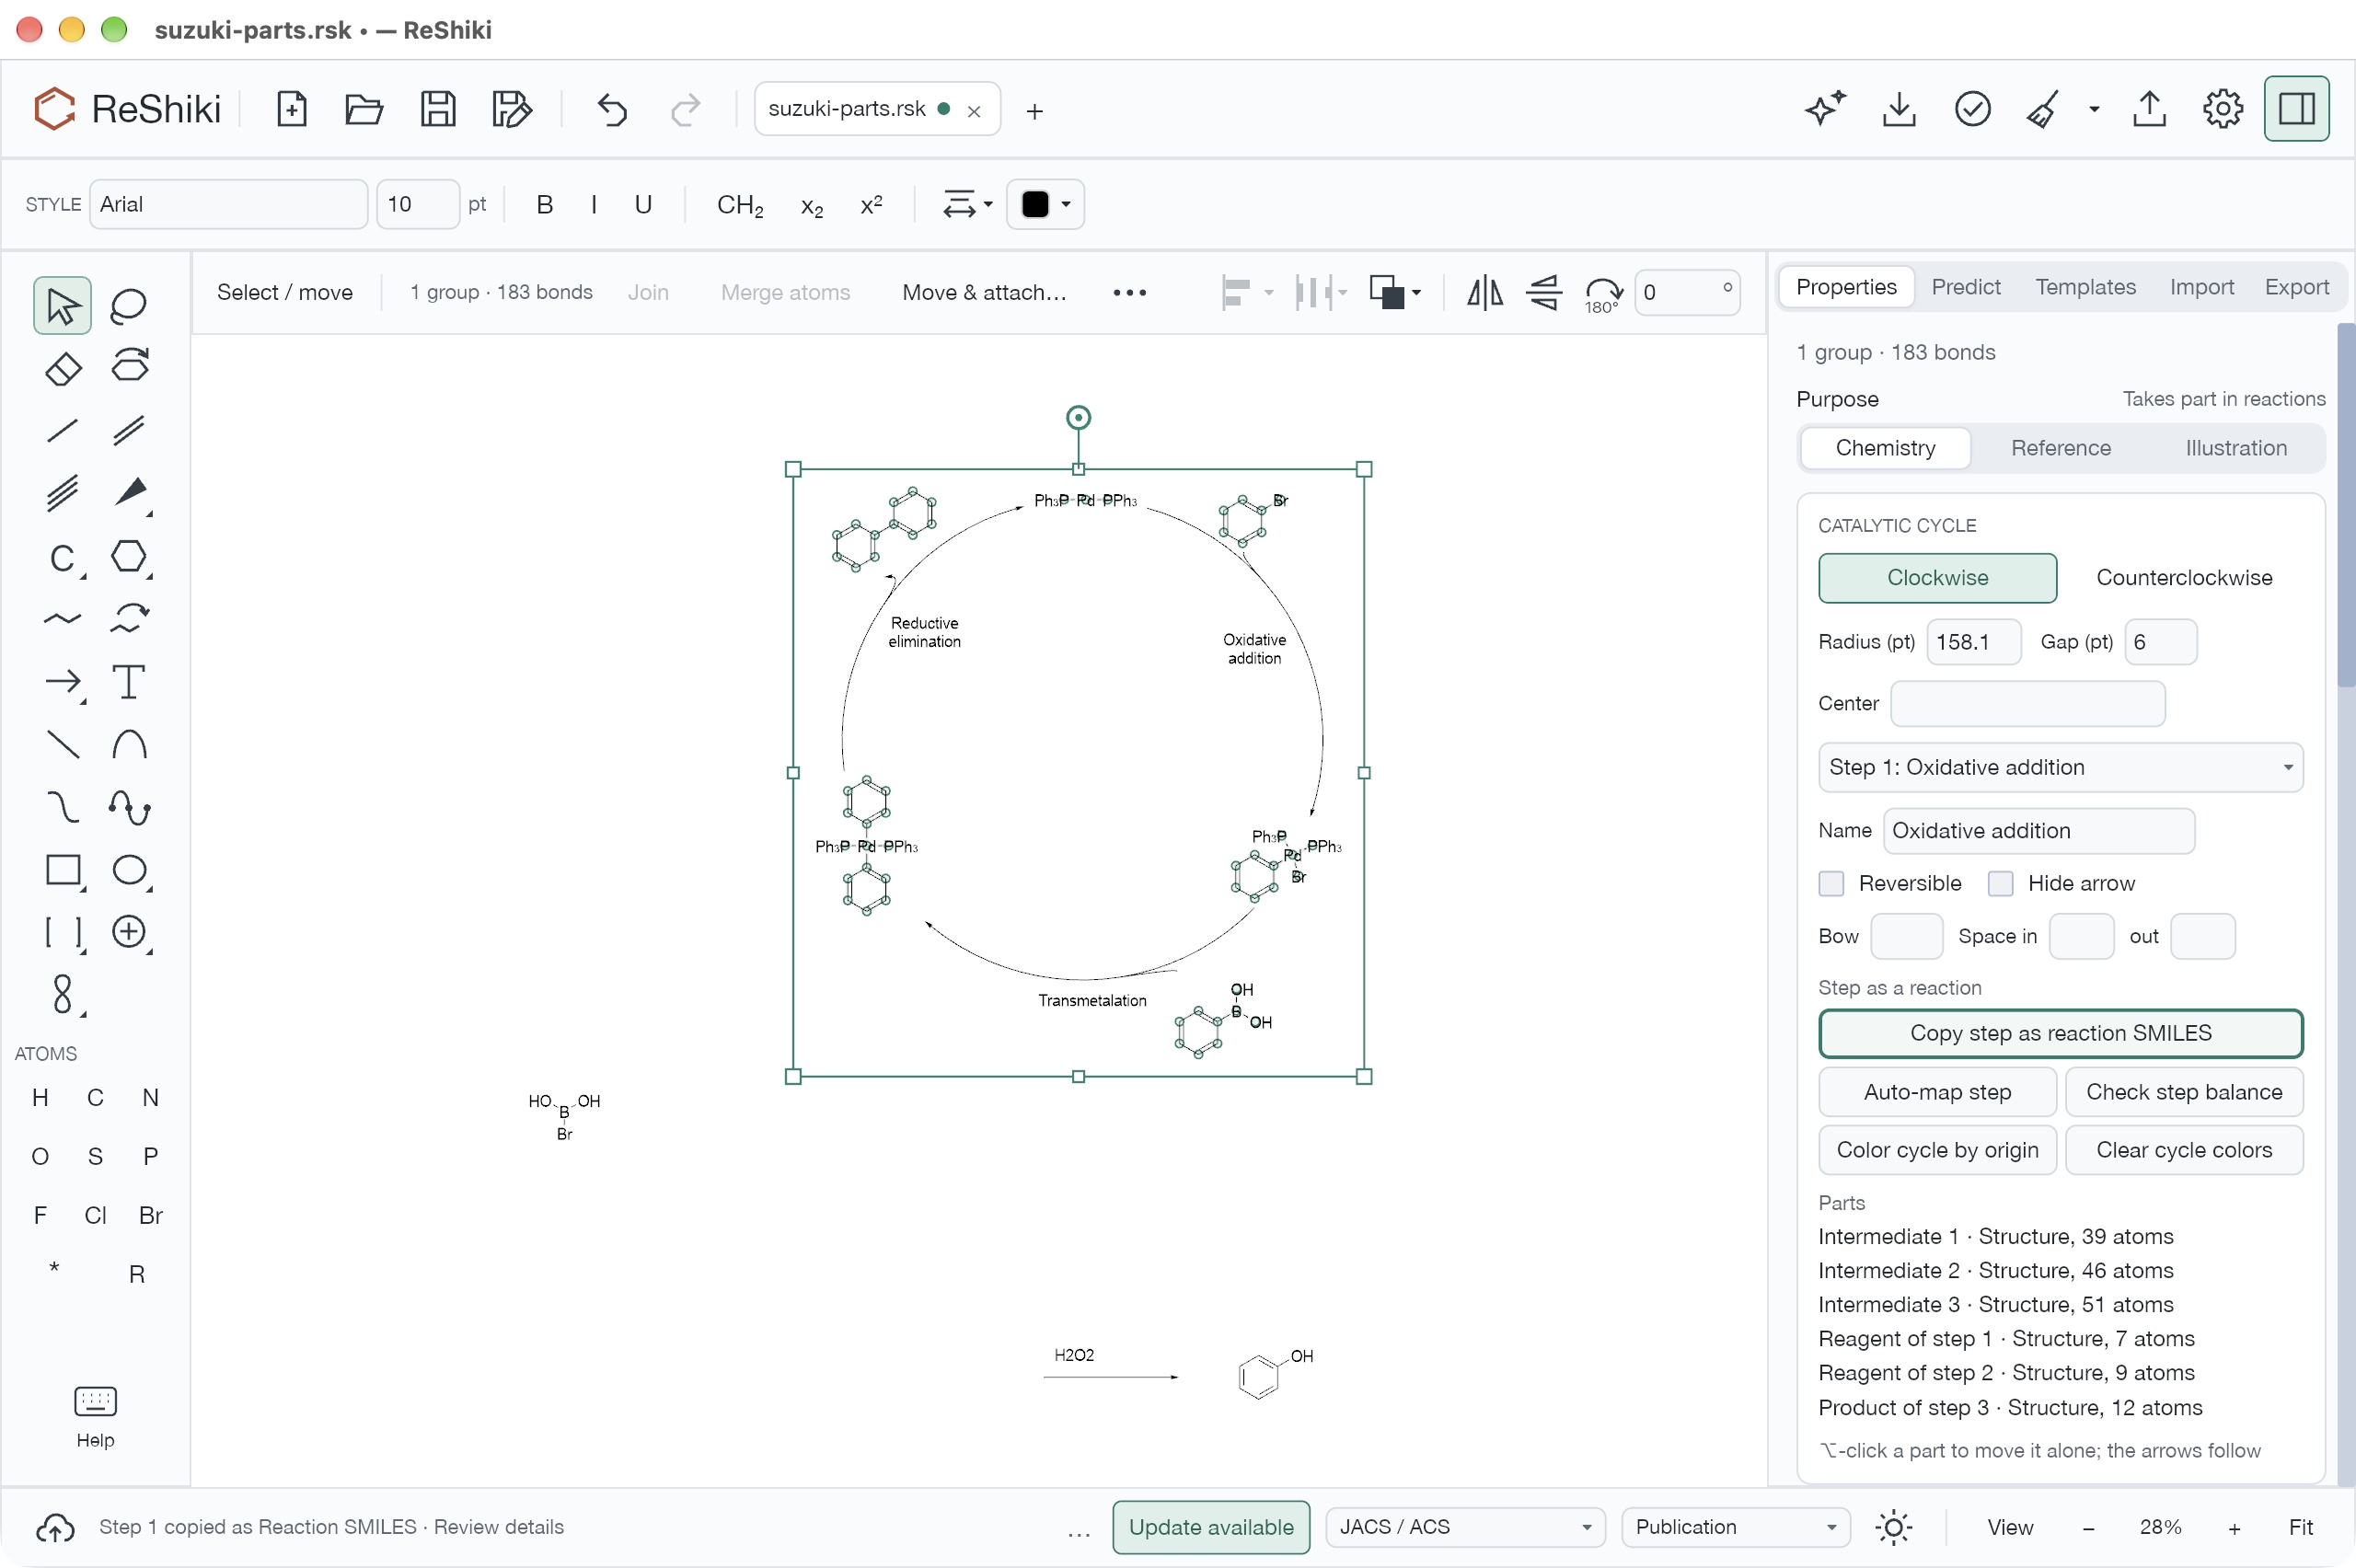 suzuki-parts.rsk • — ReShiki
ReShiki
suzuki-parts.rsk
STYLE Arial 10 pt B I U CH₂ x₂ x²
Select / move 1 group · 183 bonds Join Merge atoms Move & attach... 180° 0 °
Properties Predict Templates Import Export
1 group · 183 bonds
Purpose Takes part in reactions
Chemistry Reference Illustration
CATALYTIC CYCLE
Clockwise Counterclockwise
Radius (pt) 158.1 Gap (pt) 6
Center
Step 1: Oxidative addition
Name Oxidative addition
Reversible Hide arrow
Bow Space in out
Step as a reaction
Copy step as reaction SMILES
Auto-map step Check step balance
Color cycle by origin Clear cycle colors
Parts
Intermediate 1 · Structure, 39 atoms
Intermediate 2 · Structure, 46 atoms
Intermediate 3 · Structure, 51 atoms
Reagent of step 1 · Structure, 7 atoms
Reagent of step 2 · Structure, 9 atoms
Product of step 3 · Structure, 12 atoms
⌥-click a part to move it alone; the arrows follow
C
T
ATOMS
H C N
O S P
F Cl Br
* R
Help
Ph₃P Pd PPh₃
Br
Reductive
elimination
Oxidative
addition
Ph₃P Pd PPh₃
Ph₃P
PPh₃
Pd
Br
Transmetalation
OH
B
OH
HO B OH
Br
H2O2
OH
Step 1 copied as Reaction SMILES · Review details
... Update available JACS / ACS Publication View − 28% + Fit